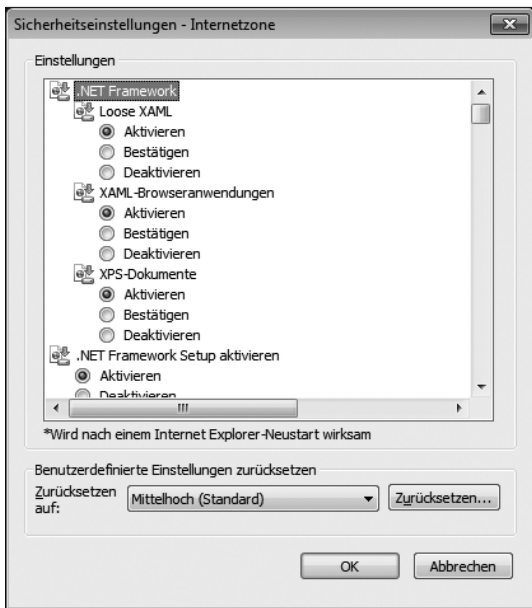 Sicherheitseinstellungen - Internetzone
Einstellungen
.NET Framework
Loose XAML
Aktivieren
Bestätigen
Deaktivieren
XAML-Browseranwendungen
Aktivieren
Bestätigen
Deaktivieren
XPS-Dokumente
Aktivieren
Bestätigen
Deaktivieren
.NET Framework Setup aktivieren
Aktivieren
Deaktivieren
*Wird nach einem Internet Explorer-Neustart wirksam
Benutzerdefinierte Einstellungen zurücksetzen
Zurücksetzen
auf:
Mittelhoch (Standard)
Zurücksetzen...
OK
Abbrechen